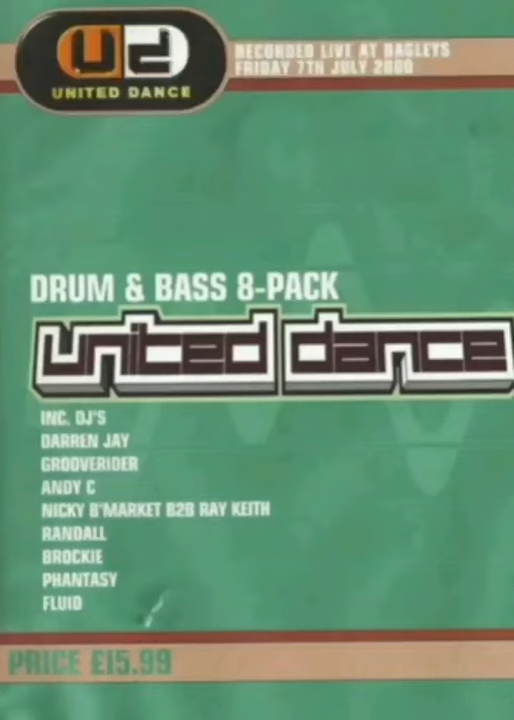 UD
UNITED DANCE
RECORDED LIVE AT BAGLEYS
FRIDAY 7TH JULY 2000
DRUM & BASS 8-PACK
united dance
INC. DJ'S
DARREN JAY
GROOVERIDER
ANDY C
NICKY B'MARKET B2B RAY KEITH
RANDALL
BROCKIE
PHANTASY
FLUID
PRICE £15.99